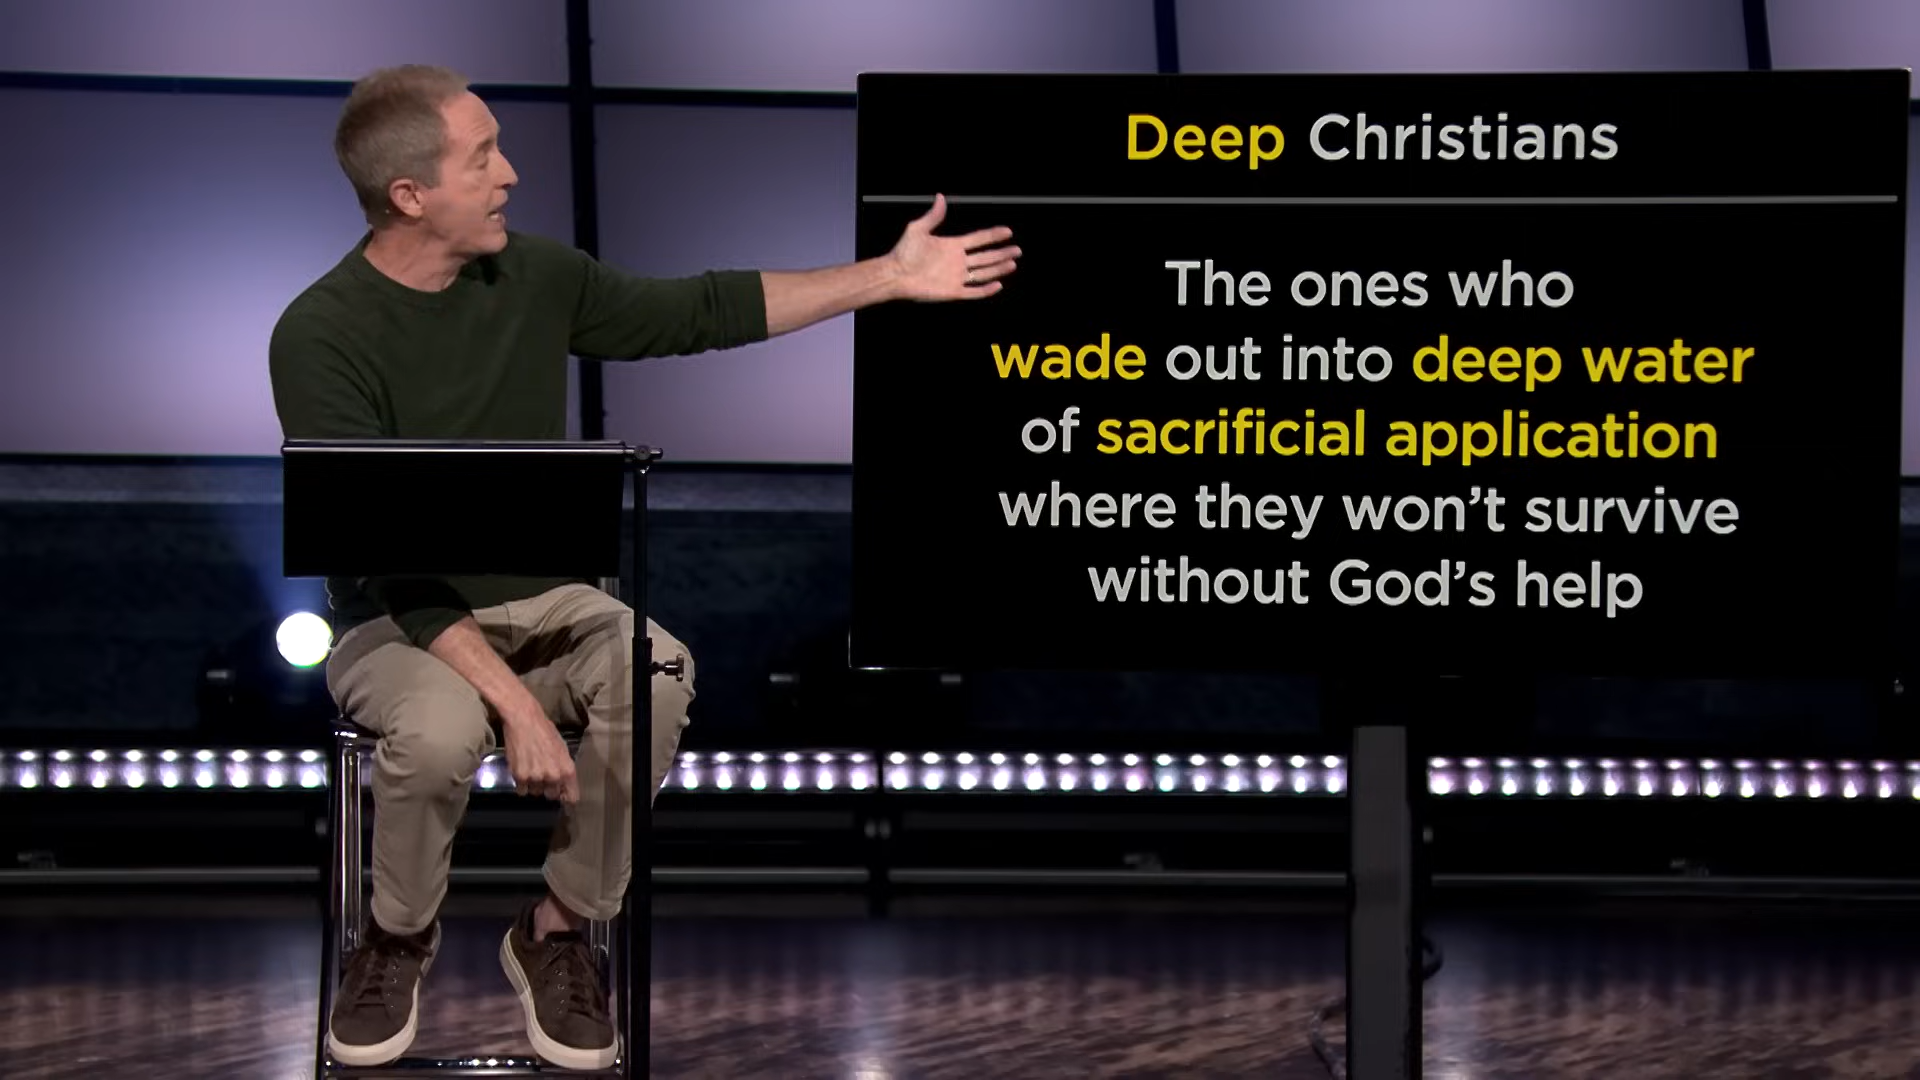 Deep Christians
The ones who
wade out into deep water
of sacrificial application
where they won't survive
without God's help